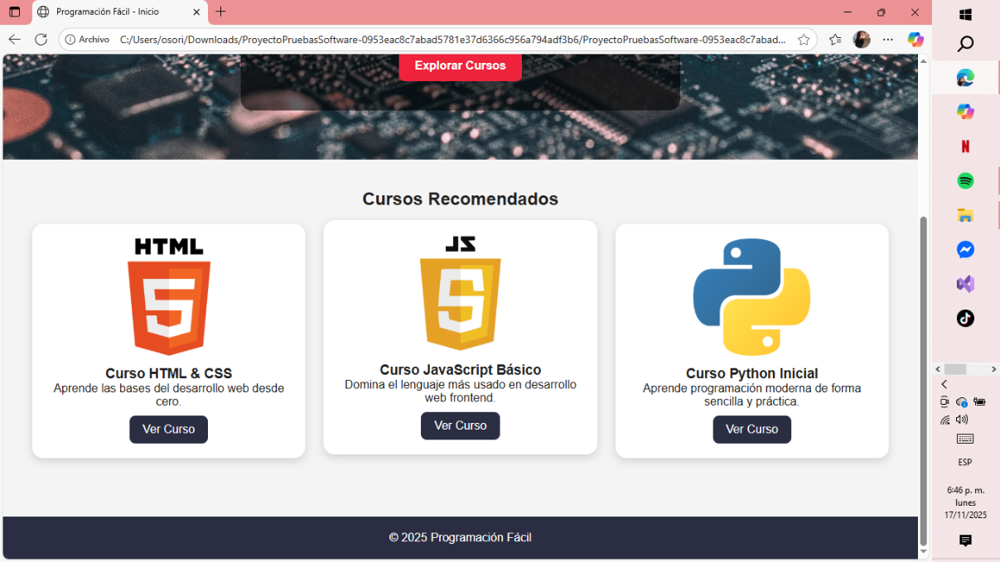 Programación Fácil - Inicio
Archivo
C:/Users/osori/Downloads/ProyectoPruebasSoftware-0953eac8c7abad5781e37d6366c956a794adf3b6/ProyectoPruebasSoftware-0953eac8c7abad...
Explorar Cursos
Cursos Recomendados
HTML
5
Curso HTML & CSS
Aprende las bases del desarrollo web desde
cero.
Ver Curso
JS
5
Curso JavaScript Básico
Domina el lenguaje más usado en desarrollo
web frontend.
Ver Curso
Curso Python Inicial
Aprende programación moderna de forma
sencilla y práctica.
Ver Curso
© 2025 Programación Fácil
N
ESP
6:46 p. m.
lunes
17/11/2025